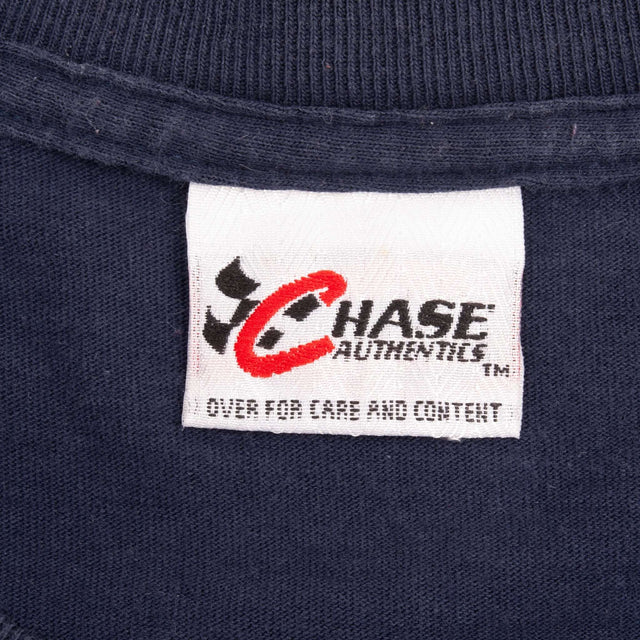 CHASE
AUTHENTICS
TM
OVER FOR CARE AND CONTENT